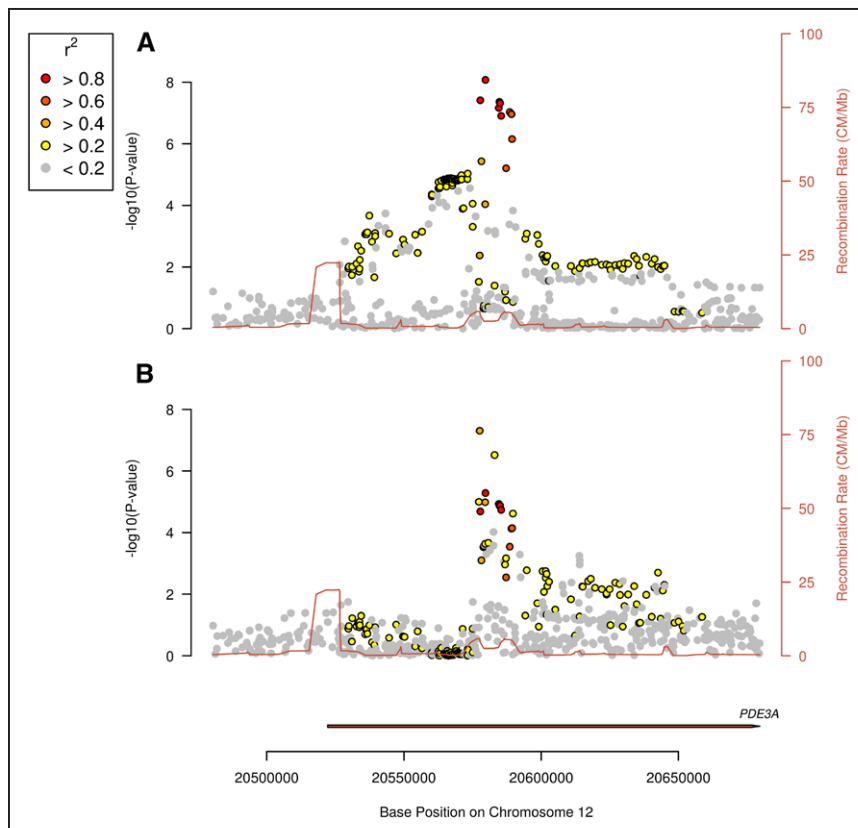 r2
> 0.8
> 0.6
> 0.4
> 0.2
< 0.2
A
-log10(P-value)
8
6
4
2
0
100
75
50
25
0
Recombination Rate (CM/Mb)
B
-log10(P-value)
8
6
4
2
0
100
75
50
25
0
Recombination Rate (CM/Mb)
PDE3A
20500000 20550000 20600000 20650000
Base Position on Chromosome 12